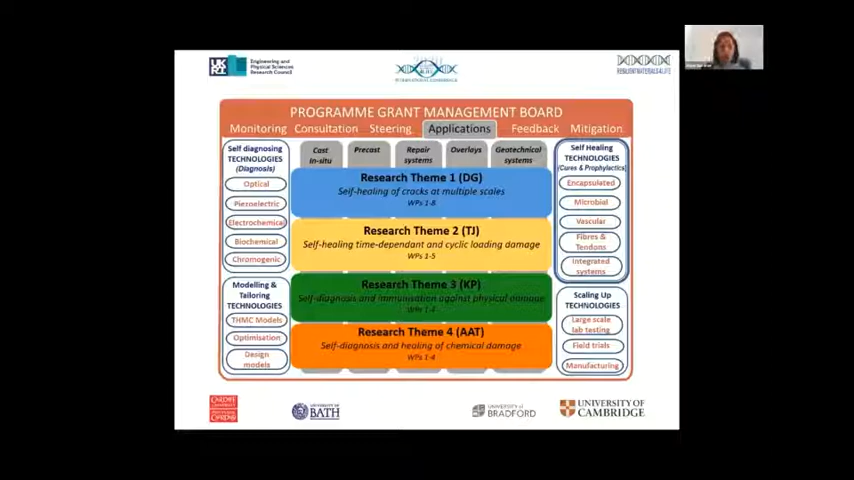 UKRI
Engineering and
Physical Sciences
Research Council
RESILIENT MATERIALS 4 LIFE
PROGRAMME GRANT MANAGEMENT BOARD
Monitoring Consultation Steering Applications Feedback Mitigation
Self diagnosing
TECHNOLOGIES
(Diagnosis)
Optical
Piezoelectric
Electrochemical
Biochemical
Chromogenic
Modelling &
Tailoring
TECHNOLOGIES
THMC Models
Optimisation
Design
models
Cast
in-situ
Precast
Repair
systems
Overlays
Geotechnical
systems
Research Theme 1 (DG)
Self-healing of cracks at multiple scales
WPs 1-8
Research Theme 2 (TJ)
Self-healing time-dependant and cyclic loading damage
WPs 1-5
Research Theme 3 (KP)
Self-diagnosis and immunisation against physical damage
Research Theme 4 (AAT)
Self-diagnosis and healing of chemical damage
WPs 1-4
Self Healing
TECHNOLOGIES
(Cures & Prophylactics)
Encapsulated
Microbial
Vascular
Fibres &
Tendons
Integrated
systems
Scaling Up
TECHNOLOGIES
Large scale
lab testing
Field trials
Manufacturing
CARDIFF
UNIVERSITY
UNIVERSITY OF
BATH
UNIVERSITY of
BRADFORD
UNIVERSITY OF
CAMBRIDGE